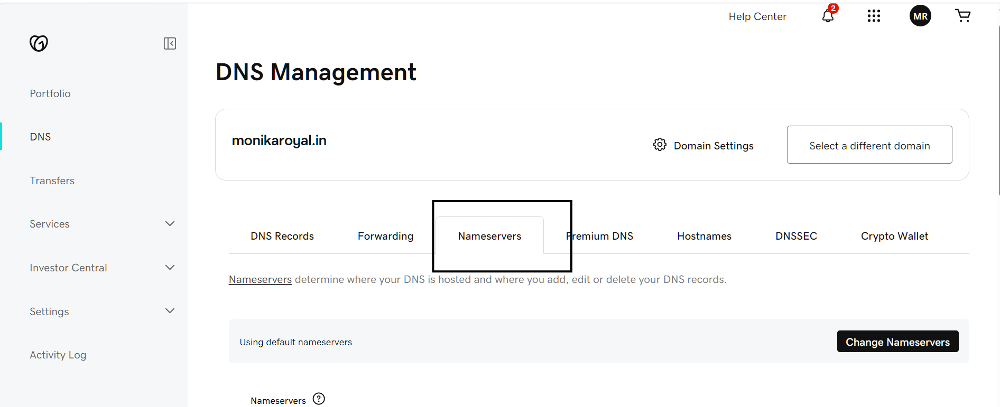 Help Center
2
MR
Portfolio
DNS
Transfers
Services
Investor Central
Settings
Activity Log
DNS Management
monikaroyal.in
Domain Settings
Select a different domain
DNS Records Forwarding Nameservers Premium DNS Hostnames DNSSEC Crypto Wallet
Nameservers determine where your DNS is hosted and where you add, edit or delete your DNS records.
Using default nameservers
Change Nameservers
Nameservers ?